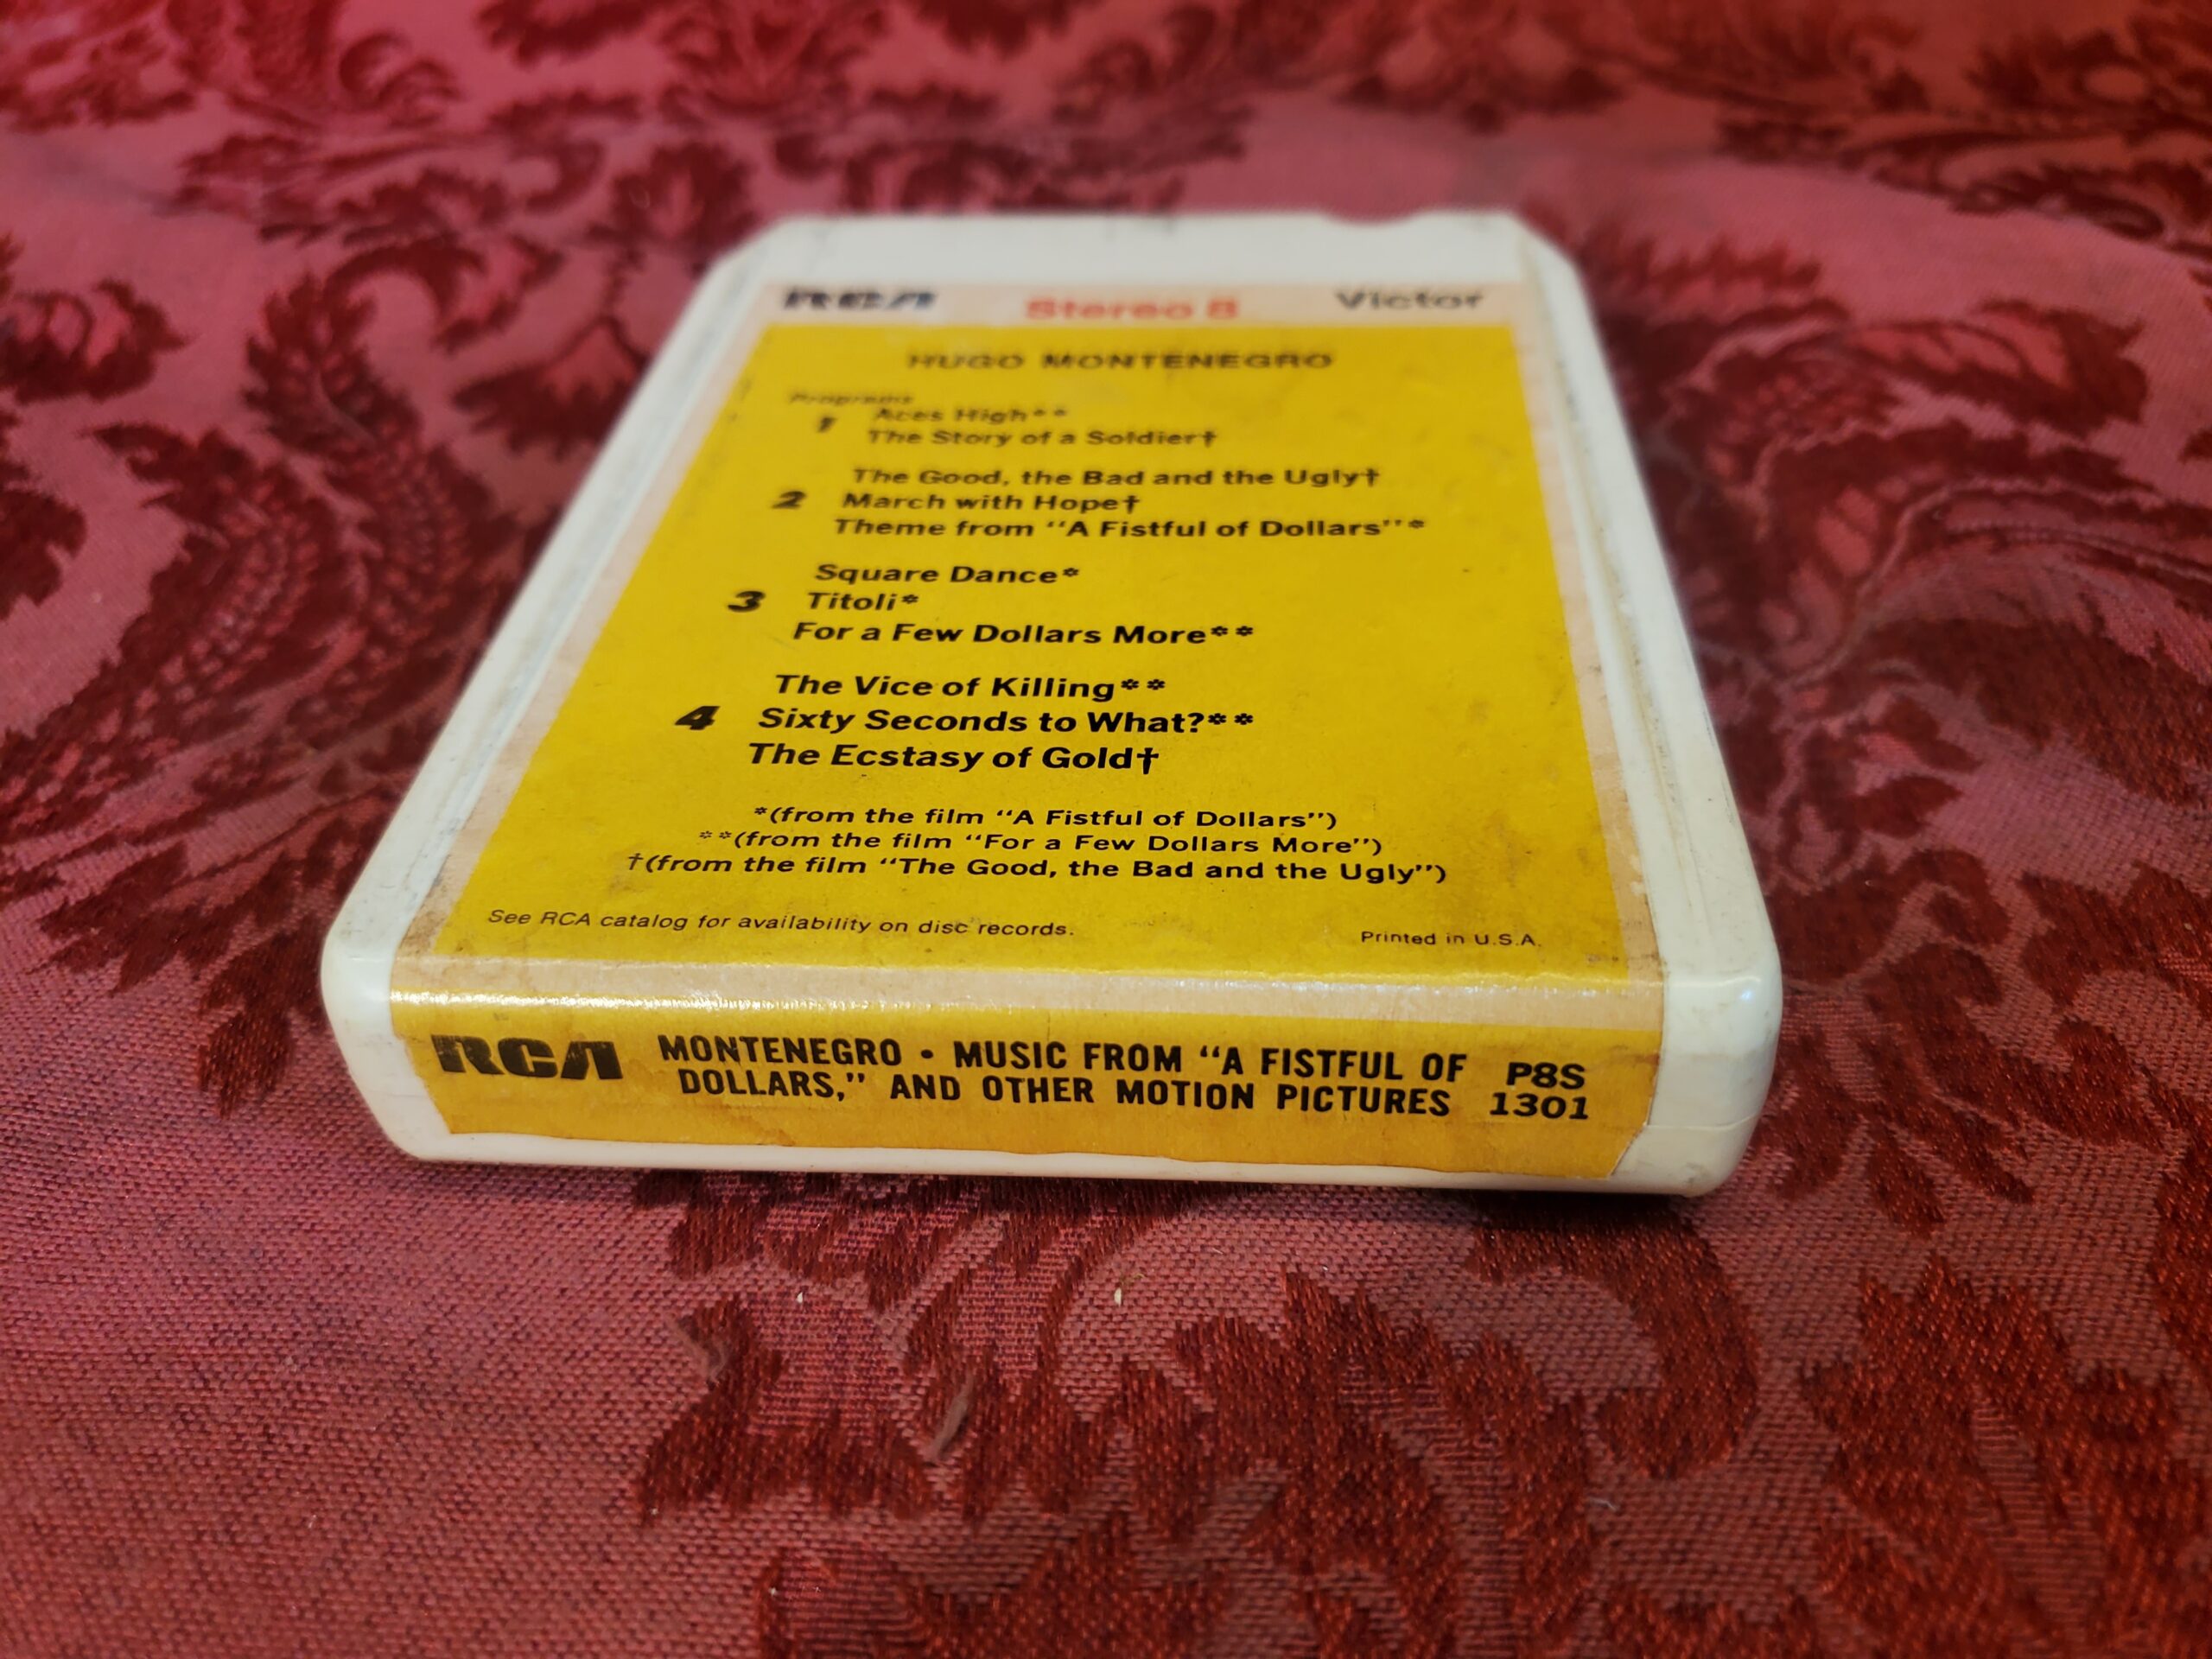 RCA Stereo 8 Victor
HUGO MONTENEGRO
Programs
1 Aces High**
The Story of a Soldier†
The Good, the Bad and the Ugly†
2 March with Hope†
Theme from “A Fistful of Dollars”*
Square Dance*
3 Titoli*
For a Few Dollars More**
The Vice of Killing**
4 Sixty Seconds to What?**
The Ecstasy of Gold†
*(from the film “A Fistful of Dollars”)
**(from the film “For a Few Dollars More”)
†(from the film “The Good, the Bad and the Ugly”)
See RCA catalog for availability on disc records.
Printed in U.S.A.
RCA MONTENEGRO • MUSIC FROM “A FISTFUL OF P8S
DOLLARS,” AND OTHER MOTION PICTURES 1301